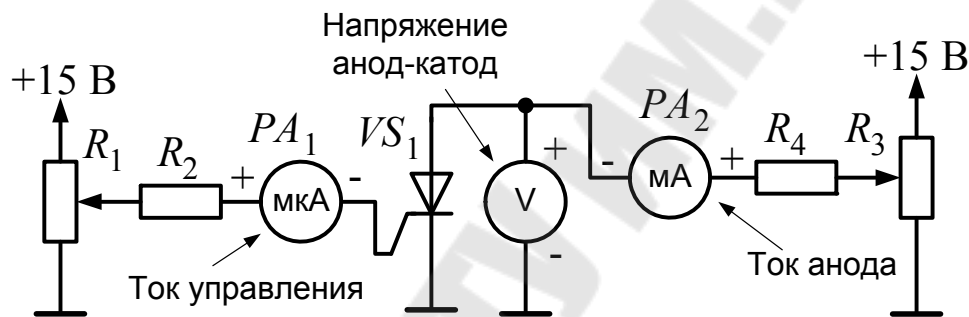 Напряжение
анод-катод
+15 В
+15 В
R1
R2
+
PA1
-
VS1
+
-
PA2
+
R4
R3
мкА
V
-
мА
Ток управления
Ток анода